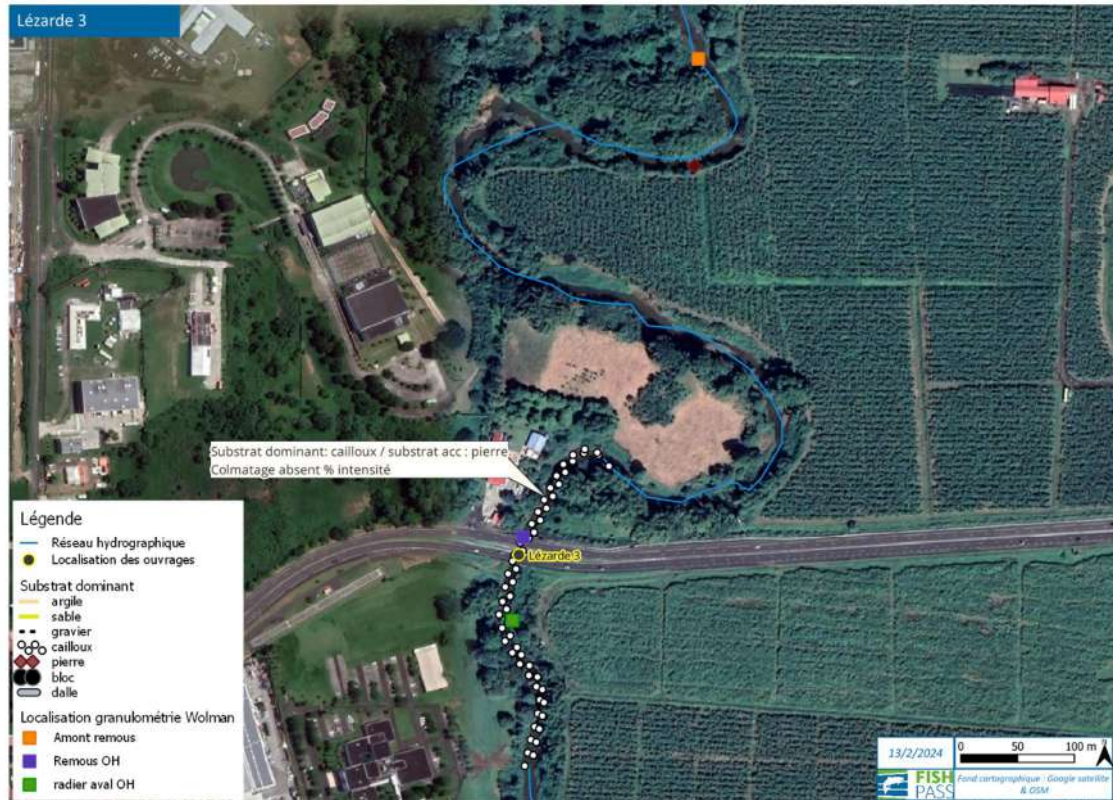 Lézarde 3
Substrat dominant: cailloux / substrat acc : pierre
Colmatage absent % intensité
Lézarde 3
Légende
Réseau hydrographique
Localisation des ouvrages
Substrat dominant
argile
sable
gravier
cailloux
pierre
bloc
dalle
Localisation granulométrie Wolman
Amont remous
Remous OH
radier aval OH
13/2/2024
0 50 100 m
N
FISH
PASS
Fond cartographique : Google satellite
& OSM